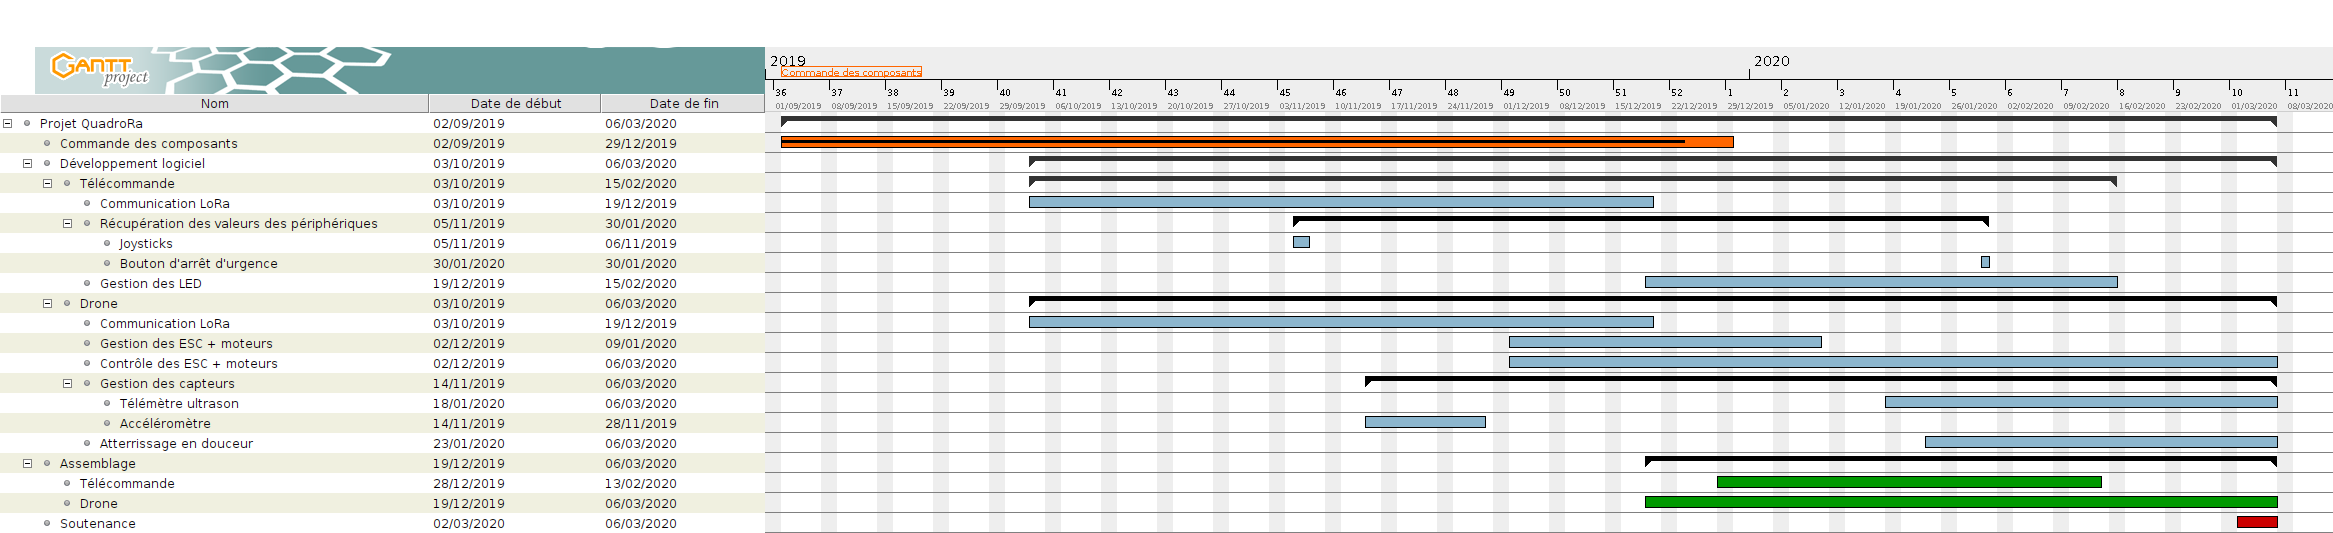 GANTT
project
2019
2020
Commande des composants
36 37 38 39 40 41 42 43 44 45 46 47 48 49 50 51 52 1 2 3 4 5 6 7 8 9 10 11
Nom Date de début Date de fin
01/09/2019 08/09/2019 15/09/2019 22/09/2019 29/09/2019 06/10/2019 13/10/2019 20/10/2019 27/10/2019 03/11/2019 10/11/2019 17/11/2019 24/11/2019 01/12/2019 08/12/2019 15/12/2019 22/12/2019 29/12/2019 05/01/2020 12/01/2020 19/01/2020 26/01/2020 02/02/2020 09/02/2020 16/02/2020 23/02/2020 01/03/2020 08/03/2020
Projet QuadroRa 02/09/2019 06/03/2020
Commande des composants 02/09/2019 29/12/2019
Développement logiciel 03/10/2019 06/03/2020
Télécommande 03/10/2019 15/02/2020
Communication LoRa 03/10/2019 19/12/2019
Récupération des valeurs des périphériques 05/11/2019 30/01/2020
Joysticks 05/11/2019 06/11/2019
Bouton d'arrêt d'urgence 30/01/2020 30/01/2020
Gestion des LED 19/12/2019 15/02/2020
Drone 03/10/2019 06/03/2020
Communication LoRa 03/10/2019 19/12/2019
Gestion des ESC + moteurs 02/12/2019 09/01/2020
Contrôle des ESC + moteurs 02/12/2019 06/03/2020
Gestion des capteurs 14/11/2019 06/03/2020
Télémètre ultrason 18/01/2020 06/03/2020
Accéléromètre 14/11/2019 28/11/2019
Atterrissage en douceur 23/01/2020 06/03/2020
Assemblage 19/12/2019 06/03/2020
Télécommande 28/12/2019 13/02/2020
Drone 19/12/2019 06/03/2020
Soutenance 02/03/2020 06/03/2020